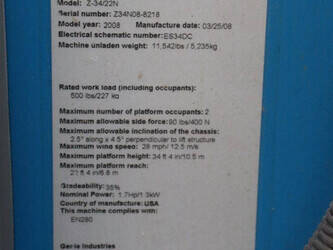 Model: Z-34/22N
Serial number: Z34N08-8218
Model year: 2008 Manufacture date: 03/25/08
Electrical schematic number: ES34DC
Machine unladen weight: 11,542lbs / 5,235kg
Rated work load (including occupants):
500 lbs/227 kg
Maximum number of platform occupants: 2
Maximum allowable side force: 90 lbs/400 N
Maximum allowable inclination of the chassis:
2.5° along x 4.5° perpendicular to lift structure
Maximum wind speed: 28 mph/ 12.5 m/s
Maximum platform height: 34 ft 4 in/10.5 m
Maximum platform reach:
ft 4 in/6.8 m
Gradeability: 35%
Nominal Power: 1.7Hp/1.3kW
Country of manufacture: USA
This machine complies with:
EN280
Genie Industries